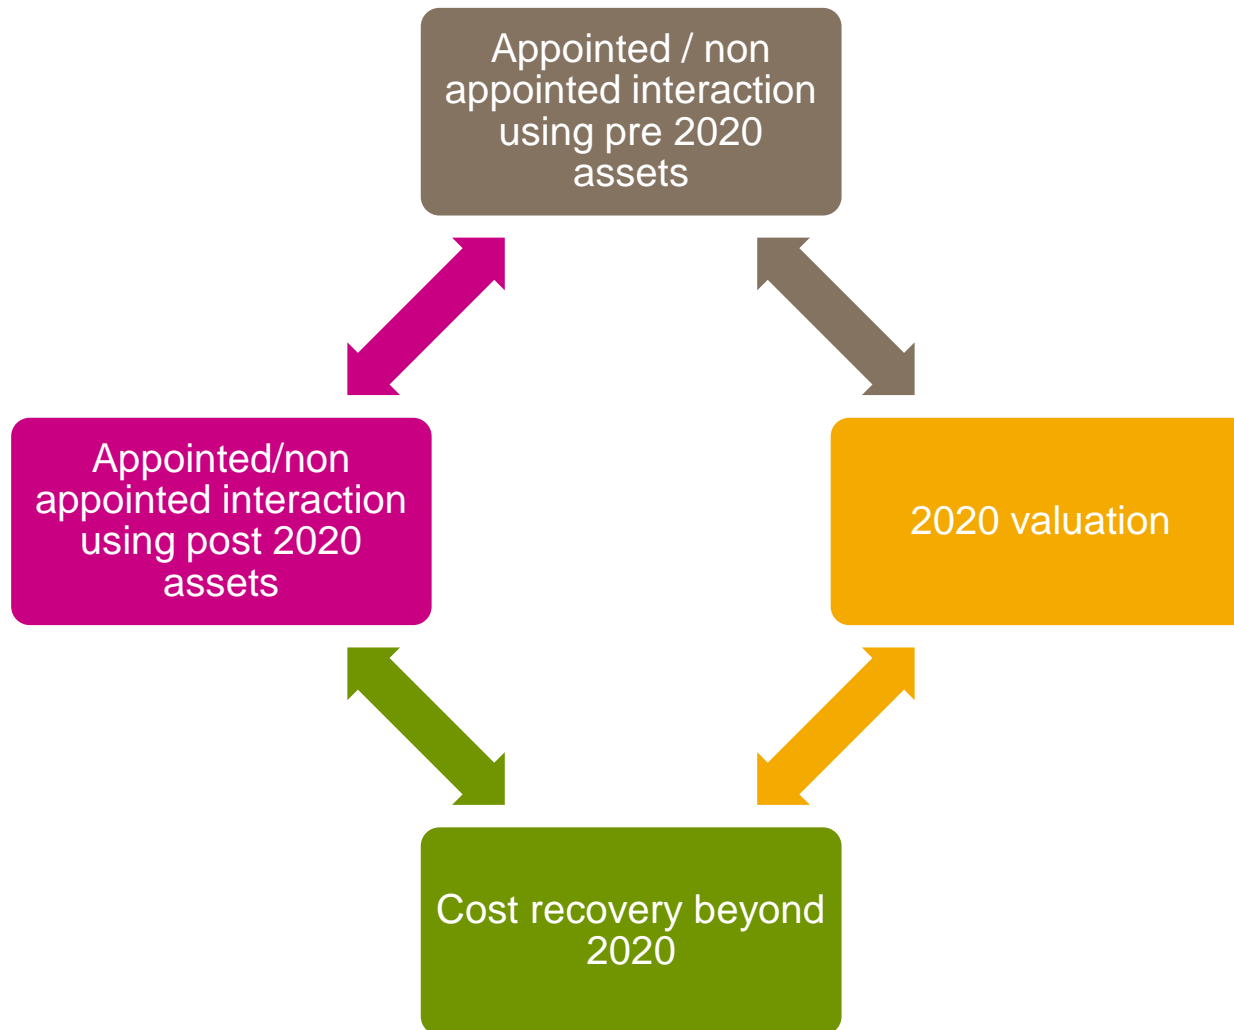 Appointed / non
appointed interaction
using pre 2020
assets
Appointed/non
appointed interaction
using post 2020
assets
2020 valuation
Cost recovery beyond
2020